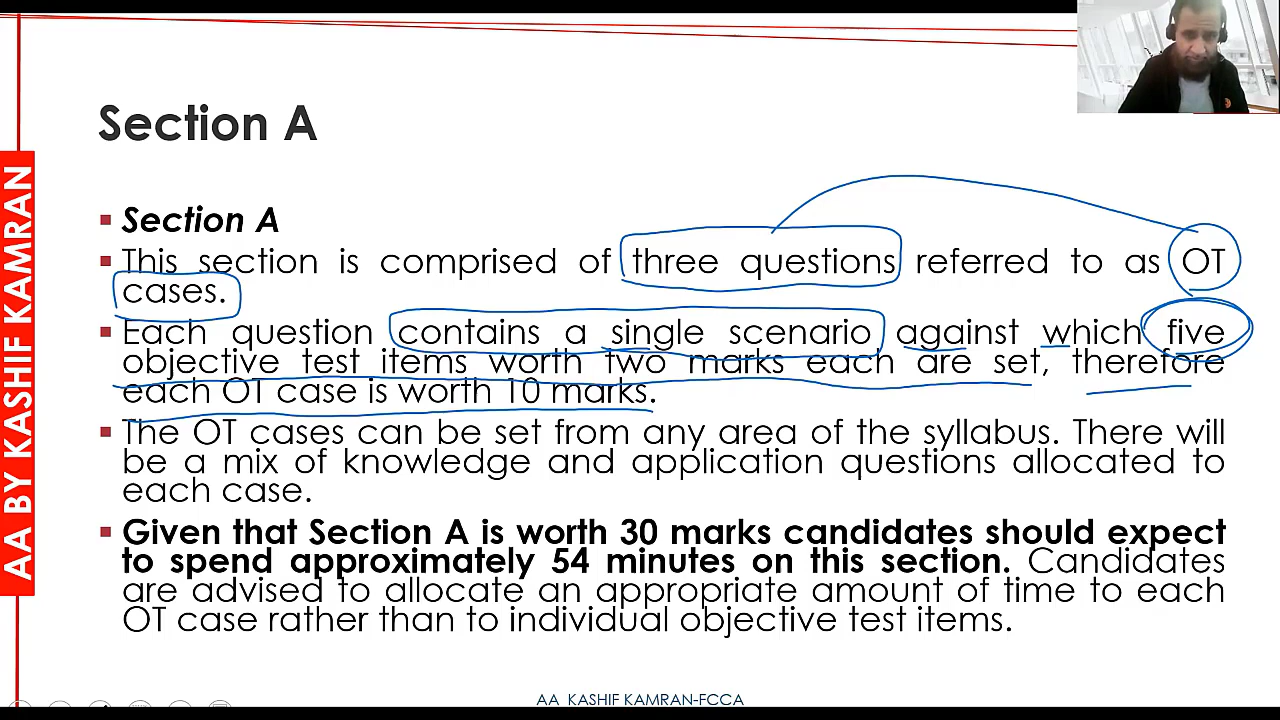 Section A
AA BY KASHIF KAMRAN
Section A
This section is comprised of three questions referred to as OT
cases.
Each question contains a single scenario against which five
objective test items worth two marks each are set, therefore
each OT case is worth 10 marks.
The OT cases can be set from any area of the syllabus. There will
be a mix of knowledge and application questions allocated to
each case.
Given that Section A is worth 30 marks candidates should expect
to spend approximately 54 minutes on this section. Candidates
are advised to allocate an appropriate amount of time to each
OT case rather than to individual objective test items.
AA KASHIF KAMRAN-FCCA